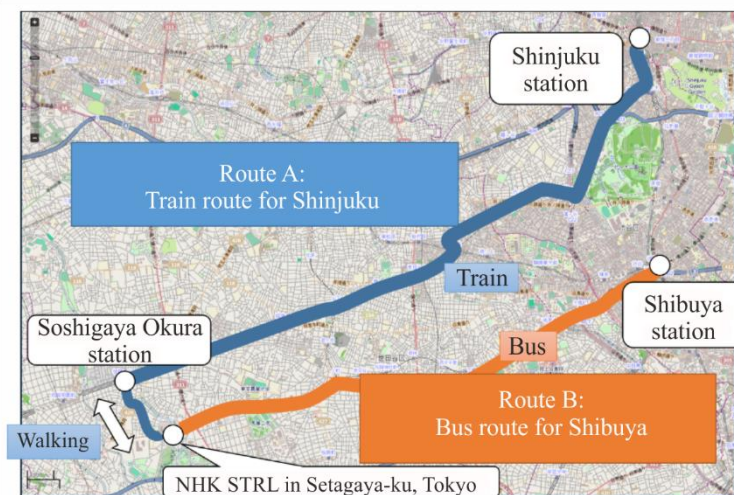 Shinjuku
station
Route A:
Train route for Shinjuku
Train
Shibuya
station
Soshigaya Okura
station
Bus
Route B:
Bus route for Shibuya
Walking
NHK STRL in Setagaya-ku, Tokyo